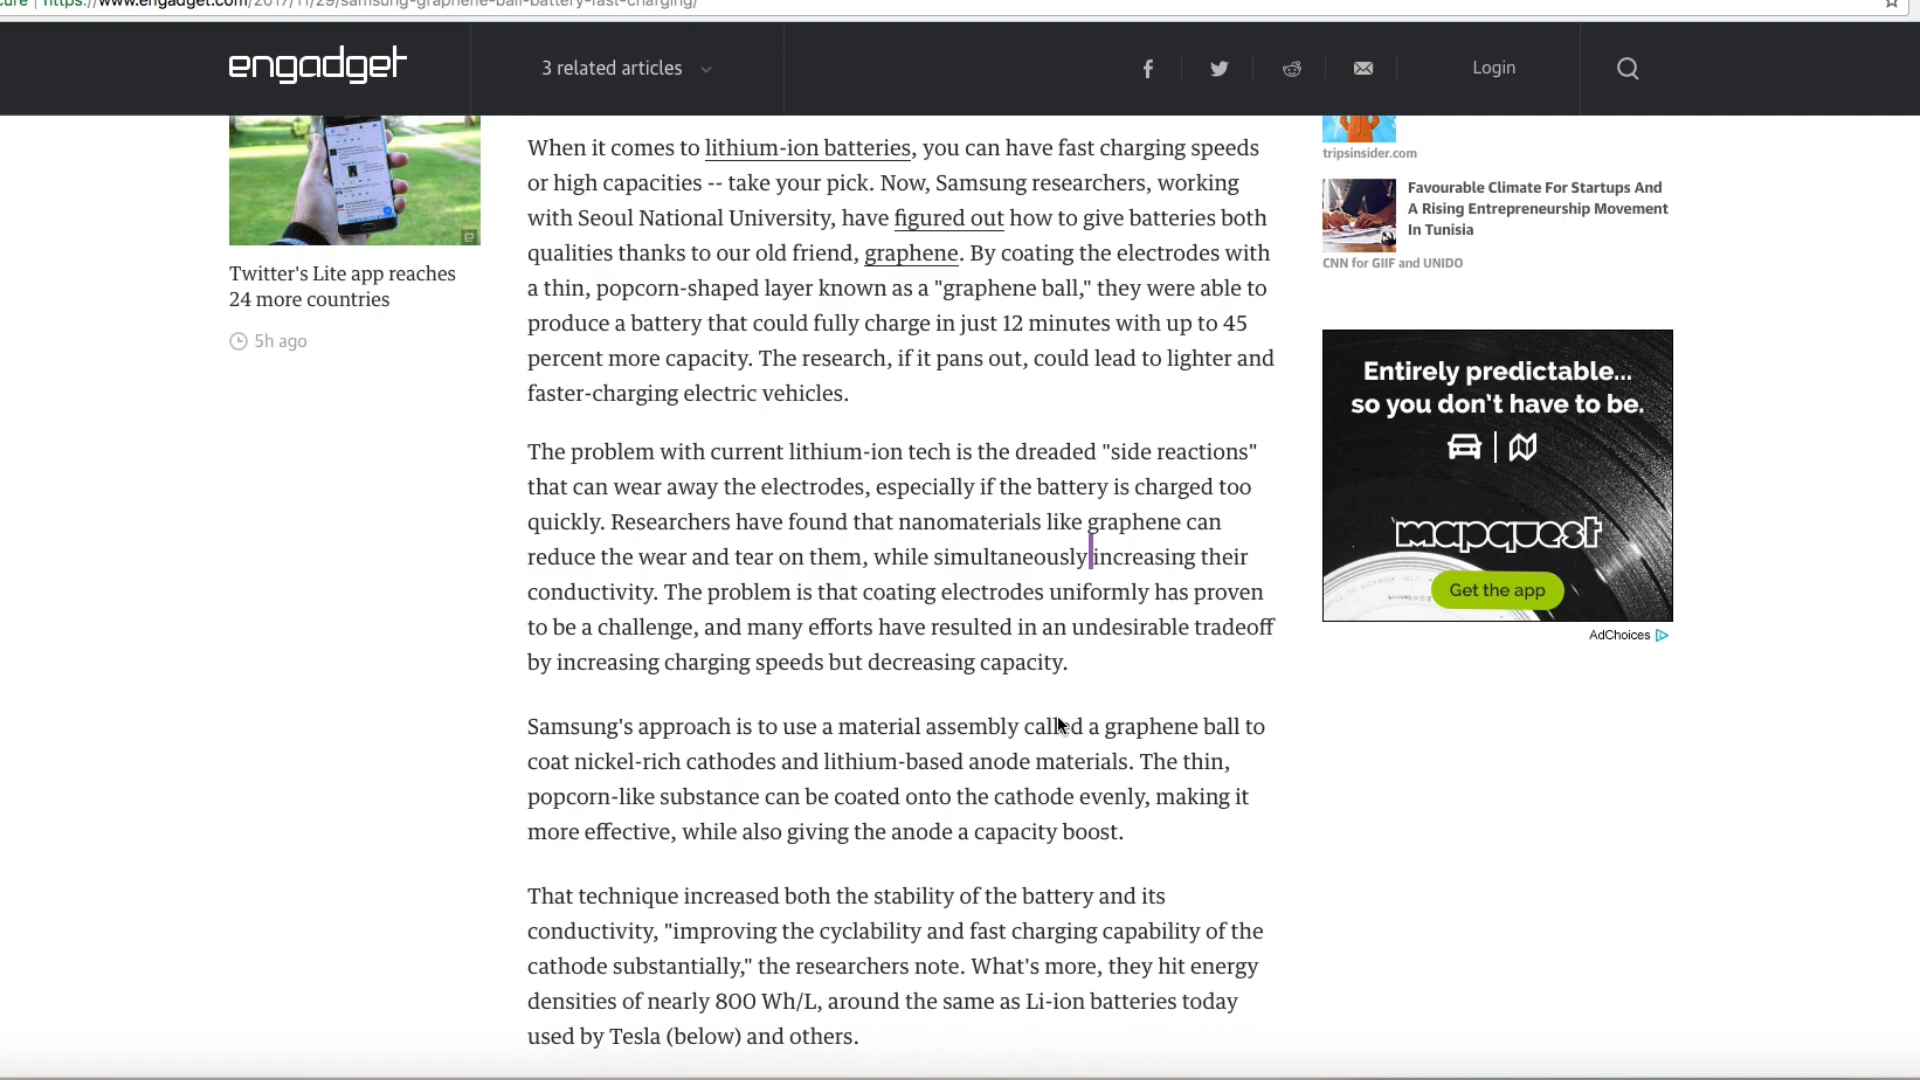 https://www.engadget.com/2017/11/29/samsung-graphene-ball-battery-fast-charging/
engadget
3 related articles
Login
Twitter's Lite app reaches
24 more countries
5h ago
When it comes to lithium-ion batteries, you can have fast charging speeds
or high capacities -- take your pick. Now, Samsung researchers, working
with Seoul National University, have figured out how to give batteries both
qualities thanks to our old friend, graphene. By coating the electrodes with
a thin, popcorn-shaped layer known as a "graphene ball," they were able to
produce a battery that could fully charge in just 12 minutes with up to 45
percent more capacity. The research, if it pans out, could lead to lighter and
faster-charging electric vehicles.
The problem with current lithium-ion tech is the dreaded "side reactions"
that can wear away the electrodes, especially if the battery is charged too
quickly. Researchers have found that nanomaterials like graphene can
reduce the wear and tear on them, while simultaneously increasing their
conductivity. The problem is that coating electrodes uniformly has proven
to be a challenge, and many efforts have resulted in an undesirable tradeoff
by increasing charging speeds but decreasing capacity.
Samsung's approach is to use a material assembly called a graphene ball to
coat nickel-rich cathodes and lithium-based anode materials. The thin,
popcorn-like substance can be coated onto the cathode evenly, making it
more effective, while also giving the anode a capacity boost.
That technique increased both the stability of the battery and its
conductivity, "improving the cyclability and fast charging capability of the
cathode substantially," the researchers note. What's more, they hit energy
densities of nearly 800 Wh/L, around the same as Li-ion batteries today
used by Tesla (below) and others.
tripsinsider.com
Favourable Climate For Startups And
A Rising Entrepreneurship Movement
In Tunisia
CNN for GIIF and UNIDO
Entirely predictable...
so you don't have to be.
mapquest
Get the app
AdChoices